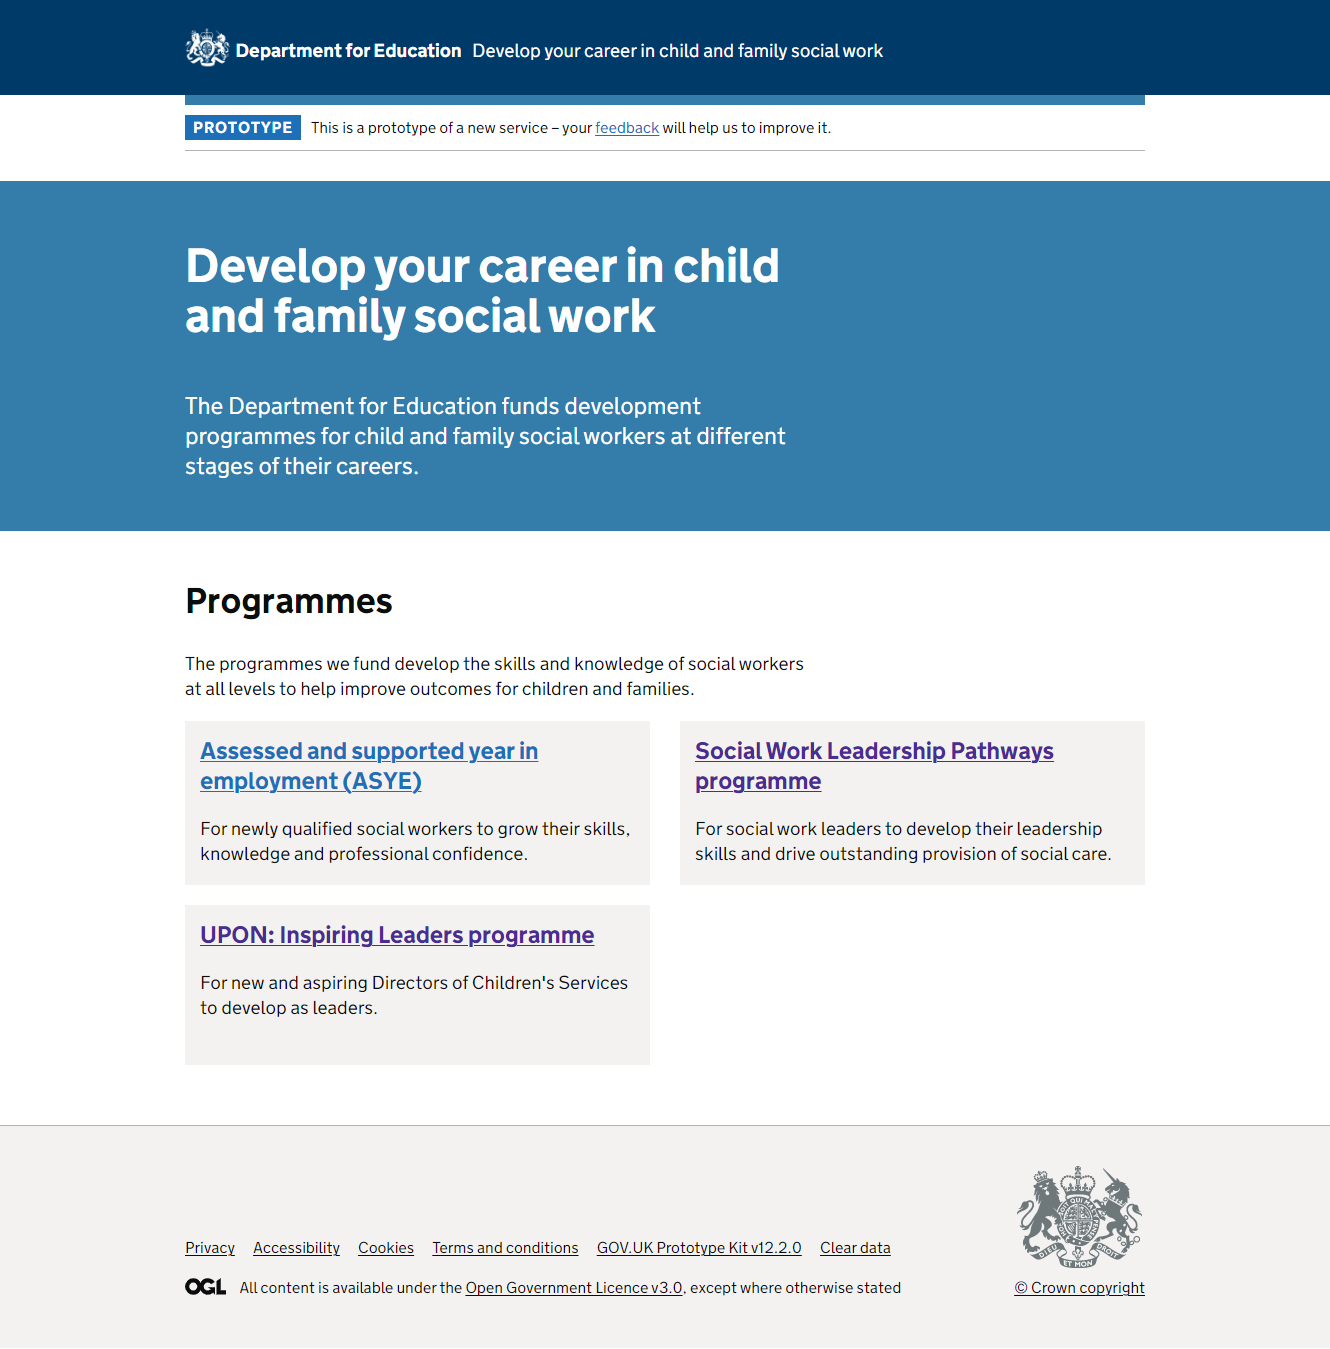 Department for Education Develop your career in child and family social work
PROTOTYPE This is a prototype of a new service – your feedback will help us to improve it.
Develop your career in child
and family social work
The Department for Education funds development
programmes for child and family social workers at different
stages of their careers.
Programmes
The programmes we fund develop the skills and knowledge of social workers
at all levels to help improve outcomes for children and families.
Assessed and supported year in
employment (ASYE)
For newly qualified social workers to grow their skills,
knowledge and professional confidence.
Social Work Leadership Pathways
programme
For social work leaders to develop their leadership
skills and drive outstanding provision of social care.
UPON: Inspiring Leaders programme
For new and aspiring Directors of Children's Services
to develop as leaders.
Privacy Accessibility Cookies Terms and conditions GOV.UK Prototype Kit v12.2.0 Clear data
OGL All content is available under the Open Government Licence v3.0, except where otherwise stated
DIEU ET MON DROIT
© Crown copyright